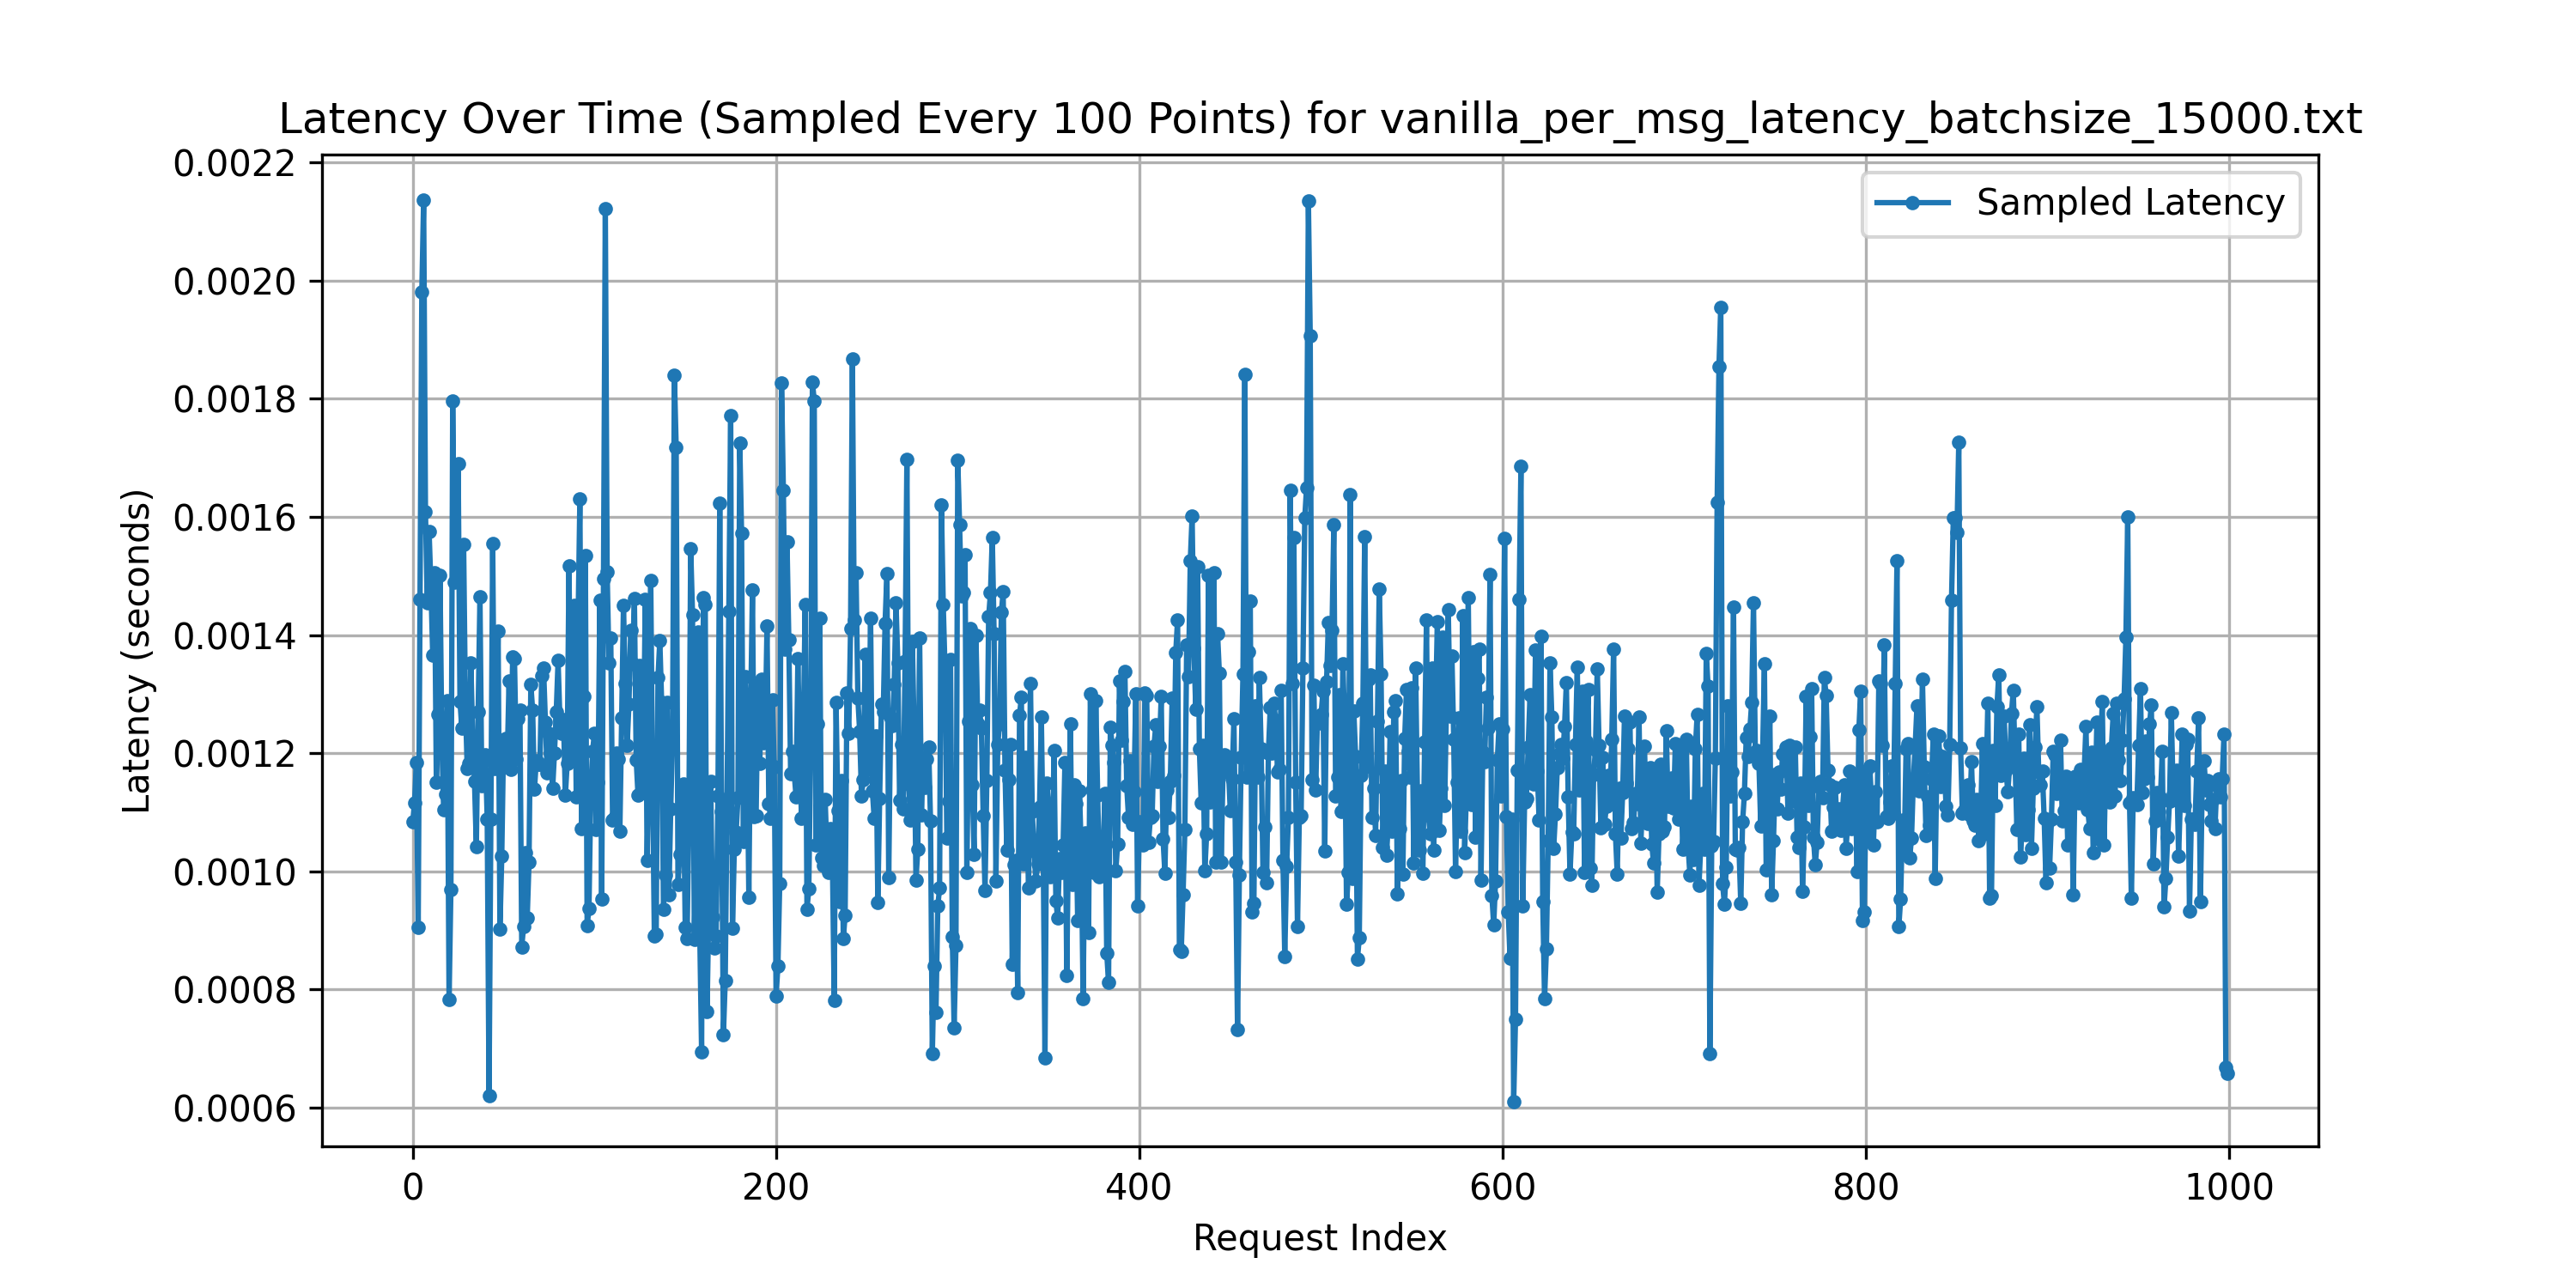 Latency Over Time (Sampled Every 100 Points) for vanilla_per_msg_latency_batchsize_15000.txt
Sampled Latency
0.0022
0.0020
0.0018
0.0016
0.0014
0.0012
0.0010
0.0008
0.0006
Latency (seconds)
0 200 400 600 800 1000
Request Index